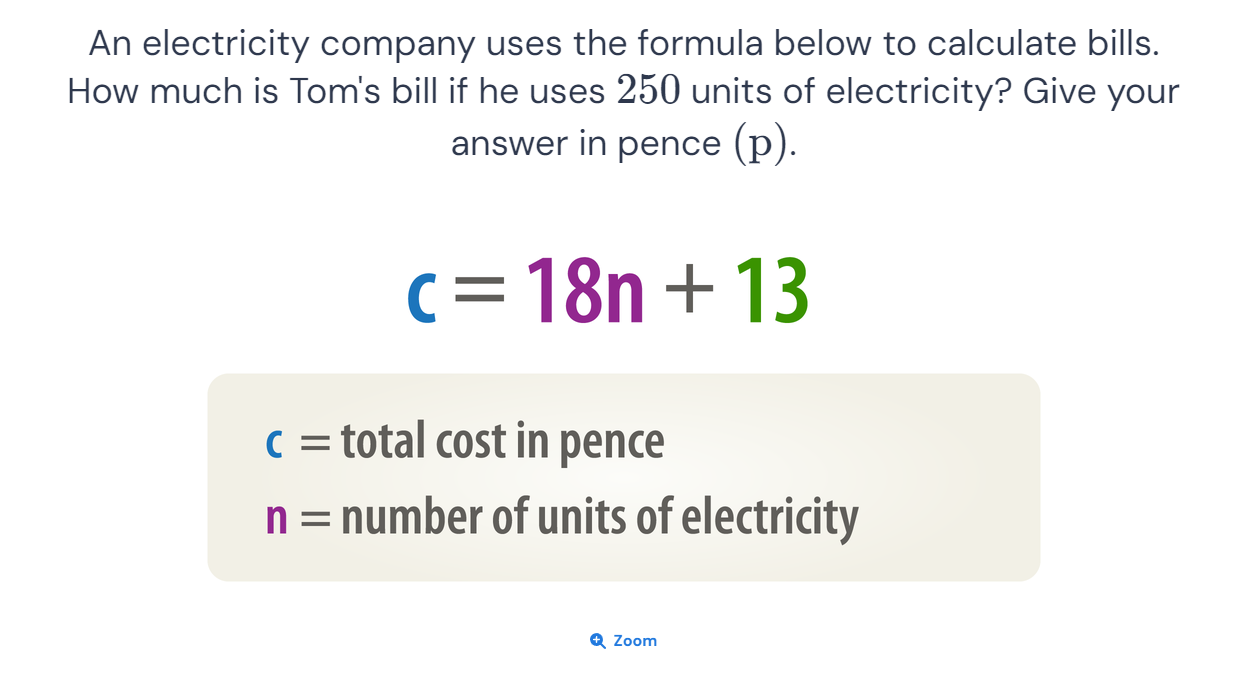 An electricity company uses the formula below to calculate bills.
How much is Tom's bill if he uses 250 units of electricity? Give your
answer in pence (p).
c = 18n + 13
c = total cost in pence
n = number of units of electricity
Zoom